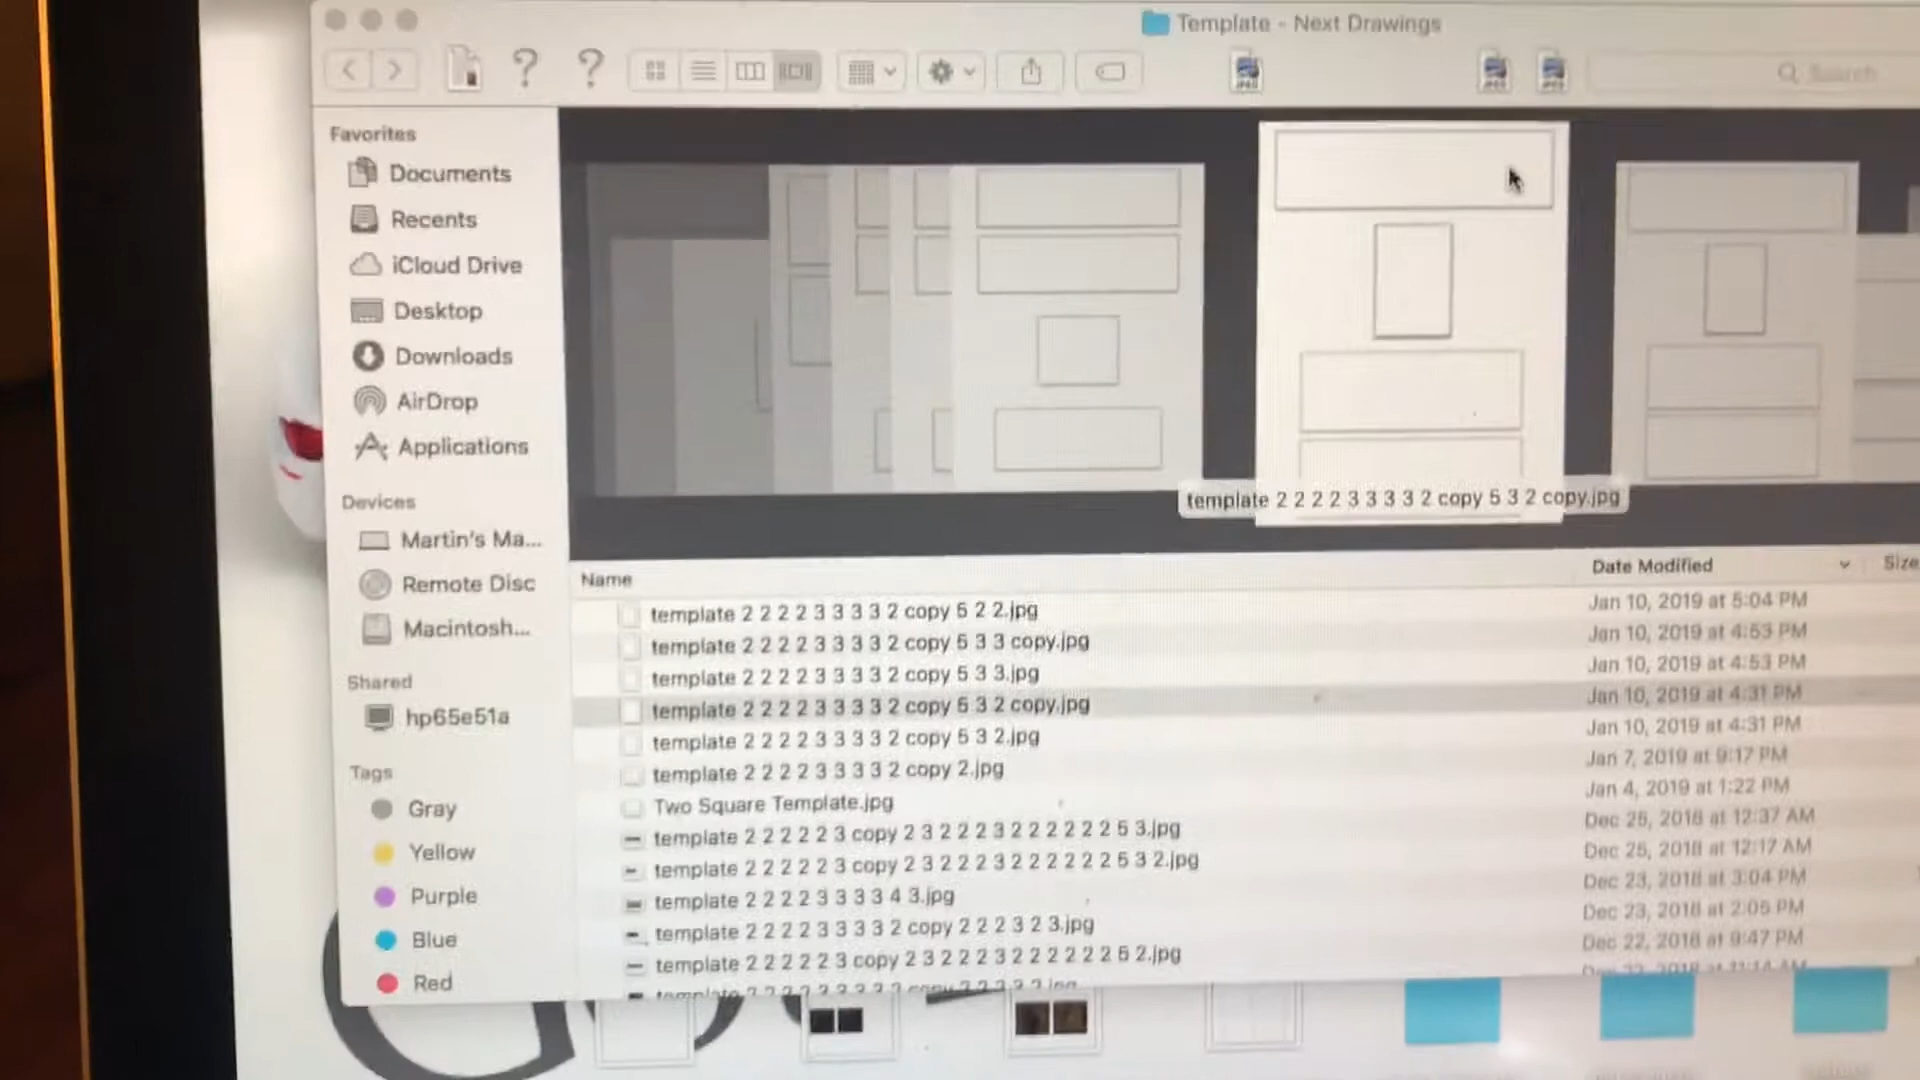 Template - Next Drawings
Search
Favorites
Documents
Recents
iCloud Drive
Desktop
Downloads
AirDrop
Applications
Devices
Martin's Ma...
Remote Disc
Macintosh...
Shared
hp65e51a
Tags
Gray
Yellow
Purple
Blue
Red
template 2 2 2 2 3 3 3 3 2 copy 5 3 2 copy.jpg
Name Date Modified Size
template 2 2 2 2 3 3 3 3 2 copy 5 2 2.jpg Jan 10, 2019 at 5:04 PM
template 2 2 2 2 3 3 3 3 2 copy 5 3 3 copy.jpg Jan 10, 2019 at 4:53 PM
template 2 2 2 2 3 3 3 3 2 copy 5 3 3.jpg Jan 10, 2019 at 4:53 PM
template 2 2 2 2 3 3 3 3 2 copy 5 3 2 copy.jpg Jan 10, 2019 at 4:31 PM
template 2 2 2 2 3 3 3 3 2 copy 5 3 2.jpg Jan 10, 2019 at 4:31 PM
template 2 2 2 2 3 3 3 3 2 copy 2.jpg Jan 7, 2019 at 9:17 PM
Two Square Template.jpg Jan 4, 2019 at 1:22 PM
template 2 2 2 2 2 3 copy 2 3 2 2 2 3 2 2 2 2 2 5 3.jpg Dec 25, 2018 at 12:37 AM
template 2 2 2 2 2 3 copy 2 3 2 2 2 3 2 2 2 2 2 5 3 2.jpg Dec 25, 2018 at 12:17 AM
template 2 2 2 2 3 3 3 3 4 3.jpg Dec 23, 2018 at 3:04 PM
template 2 2 2 2 3 3 3 3 2 copy 2 2 2 3 2 3.jpg Dec 23, 2018 at 2:05 PM
template 2 2 2 2 2 3 copy 2 3 2 2 2 3 2 2 2 2 2 5 2.jpg Dec 22, 2018 at 9:47 PM